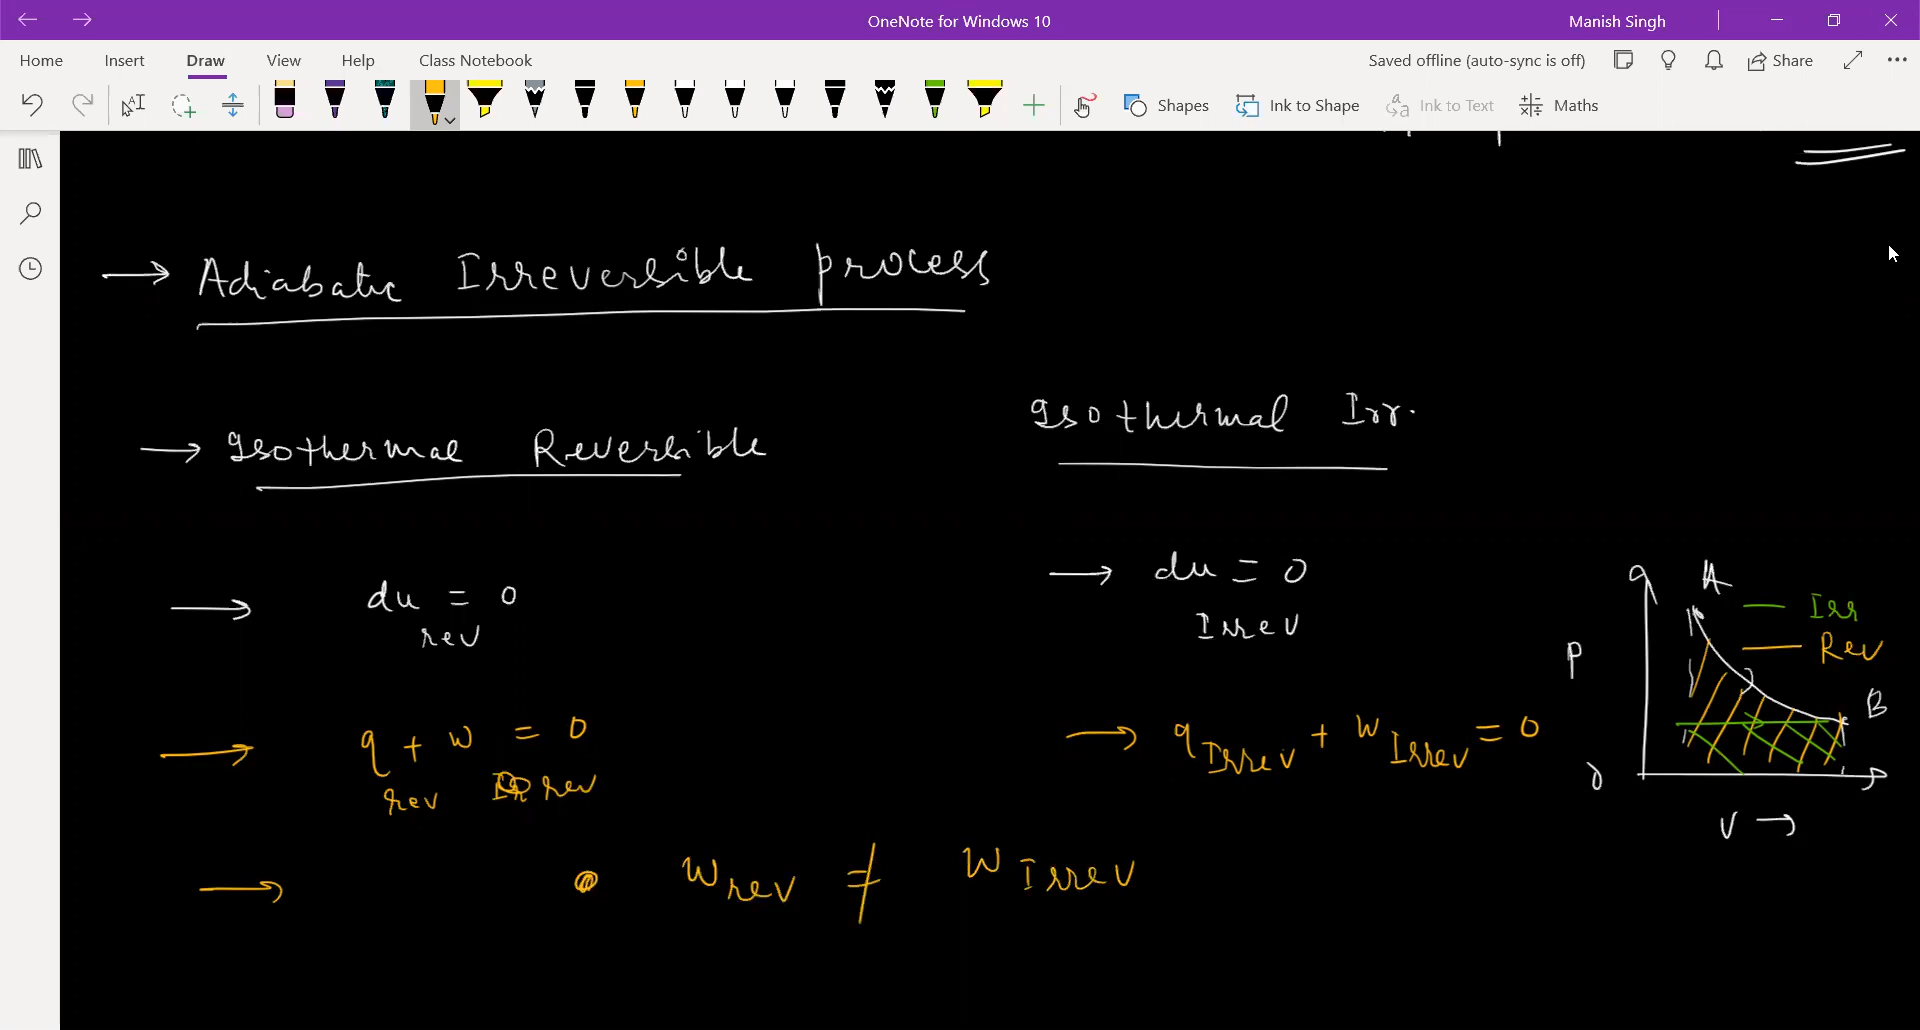 OneNote for Windows 10
Manish Singh
Home Insert Draw View Help Class Notebook
Saved offline (auto-sync is off) Share
Shapes Ink to Shape Ink to Text Maths
→ Adiabatic Irreversible process
→ Isothermal Reversible
Isothermal Irr.
→ du = 0
rev
→ du = 0
Irrev
→ q + w = 0
rev rev
→ q Irrev + w Irrev = 0
→ • w rev ≠ w Irrev
A
Irr
Rev
P
B
0
V →